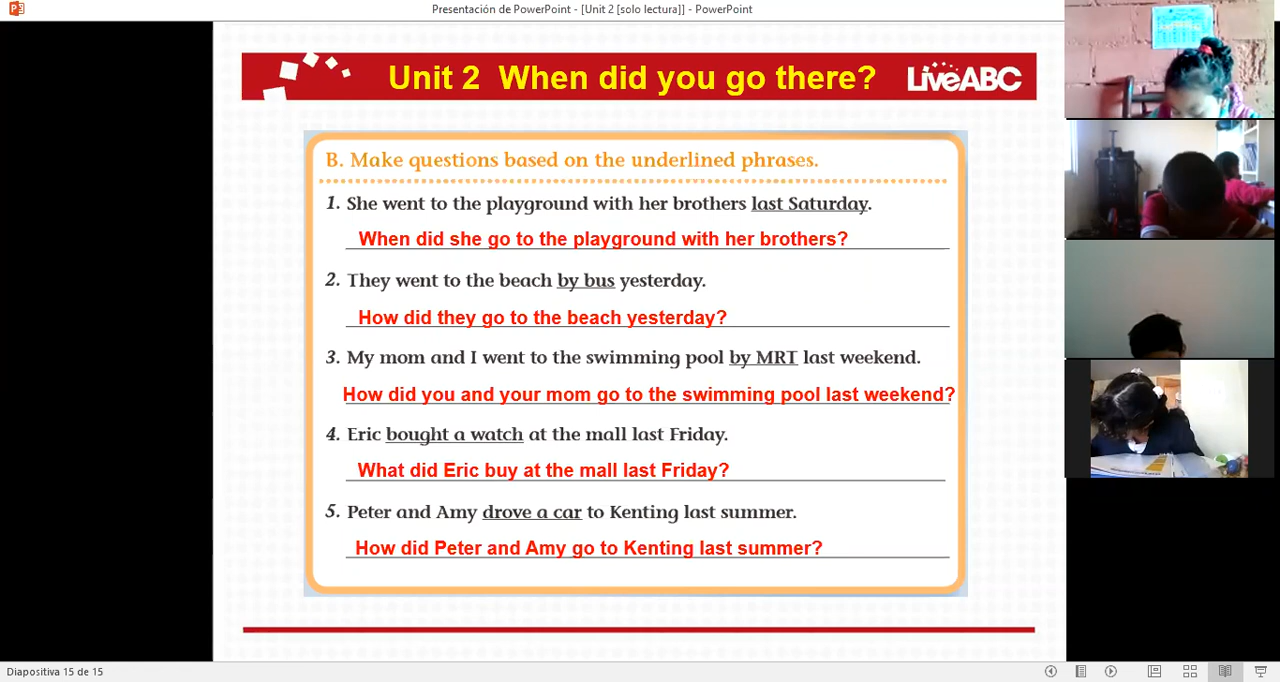 Presentación de PowerPoint - [Unit 2 [solo lectura]] - PowerPoint
Unit 2 When did you go there?
LiveABC
B. Make questions based on the underlined phrases.
1. She went to the playground with her brothers last Saturday.
When did she go to the playground with her brothers?
2. They went to the beach by bus yesterday.
How did they go to the beach yesterday?
3. My mom and I went to the swimming pool by MRT last weekend.
How did you and your mom go to the swimming pool last weekend?
4. Eric bought a watch at the mall last Friday.
What did Eric buy at the mall last Friday?
5. Peter and Amy drove a car to Kenting last summer.
How did Peter and Amy go to Kenting last summer?
Diapositiva 15 de 15